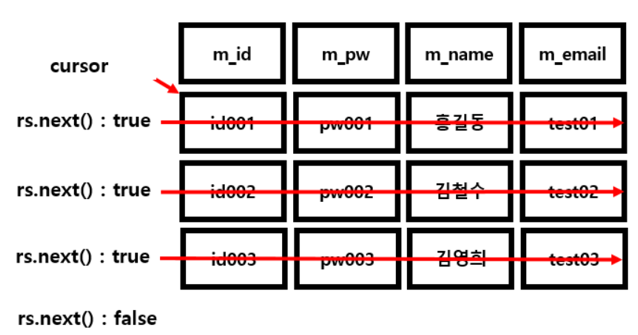 m_id m_pw m_name m_email
cursor
rs.next() : true id001 pw001 홍길동 test01
rs.next() : true id002 pw002 김철수 test02
rs.next() : true id003 pw003 김영희 test03
rs.next() : false